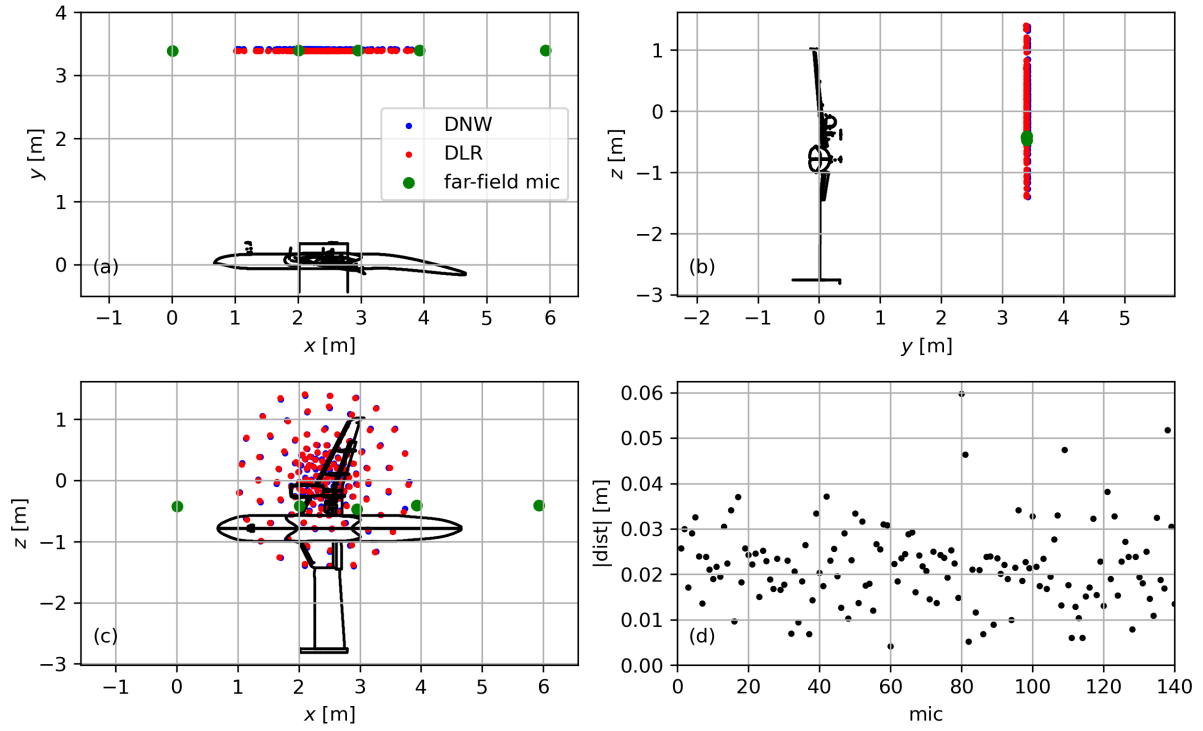 4
3
2
1
0
y [m]
−1 0 1 2 3 4 5 6
x [m]
DNW
DLR
far-field mic
(a)
1
0
−1
−2
−3
z [m]
−2 −1 0 1 2 3 4 5
y [m]
(b)
1
0
−1
−2
−3
z [m]
−1 0 1 2 3 4 5 6
x [m]
(c)
0.06
0.05
0.04
0.03
0.02
0.01
0.00
|dist| [m]
0 20 40 60 80 100 120 140
mic
(d)